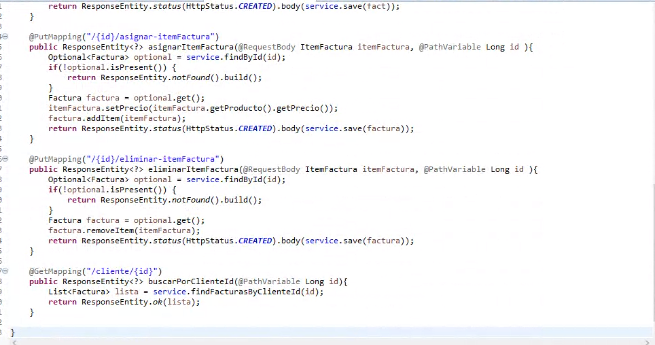 return ResponseEntity.status(HttpStatus.CREATED).body(service.save(fact));
}
@PutMapping("/{id}/asignar-itemFactura")
public ResponseEntity<?> asignarItemFactura(@RequestBody ItemFactura itemFactura, @PathVariable Long id ){
Optional<Factura> optional = service.findById(id);
if(!optional.isPresent()) {
return ResponseEntity.notFound().build();
}
Factura factura = optional.get();
itemFactura.setPrecio(itemFactura.getProducto().getPrecio());
factura.addItem(itemFactura);
return ResponseEntity.status(HttpStatus.CREATED).body(service.save(factura));
}
@PutMapping("/{id}/eliminar-itemFactura")
public ResponseEntity<?> eliminarItemFactura(@RequestBody ItemFactura itemFactura, @PathVariable Long id ){
Optional<Factura> optional = service.findById(id);
if(!optional.isPresent()) {
return ResponseEntity.notFound().build();
}
Factura factura = optional.get();
factura.removeItem(itemFactura);
return ResponseEntity.status(HttpStatus.CREATED).body(service.save(factura));
}
@GetMapping("/cliente/{id}")
public ResponseEntity<?> buscarPorClienteId(@PathVariable Long id){
List<Factura> lista = service.findFacturasByClienteId(id);
return ResponseEntity.ok(lista);
}
}